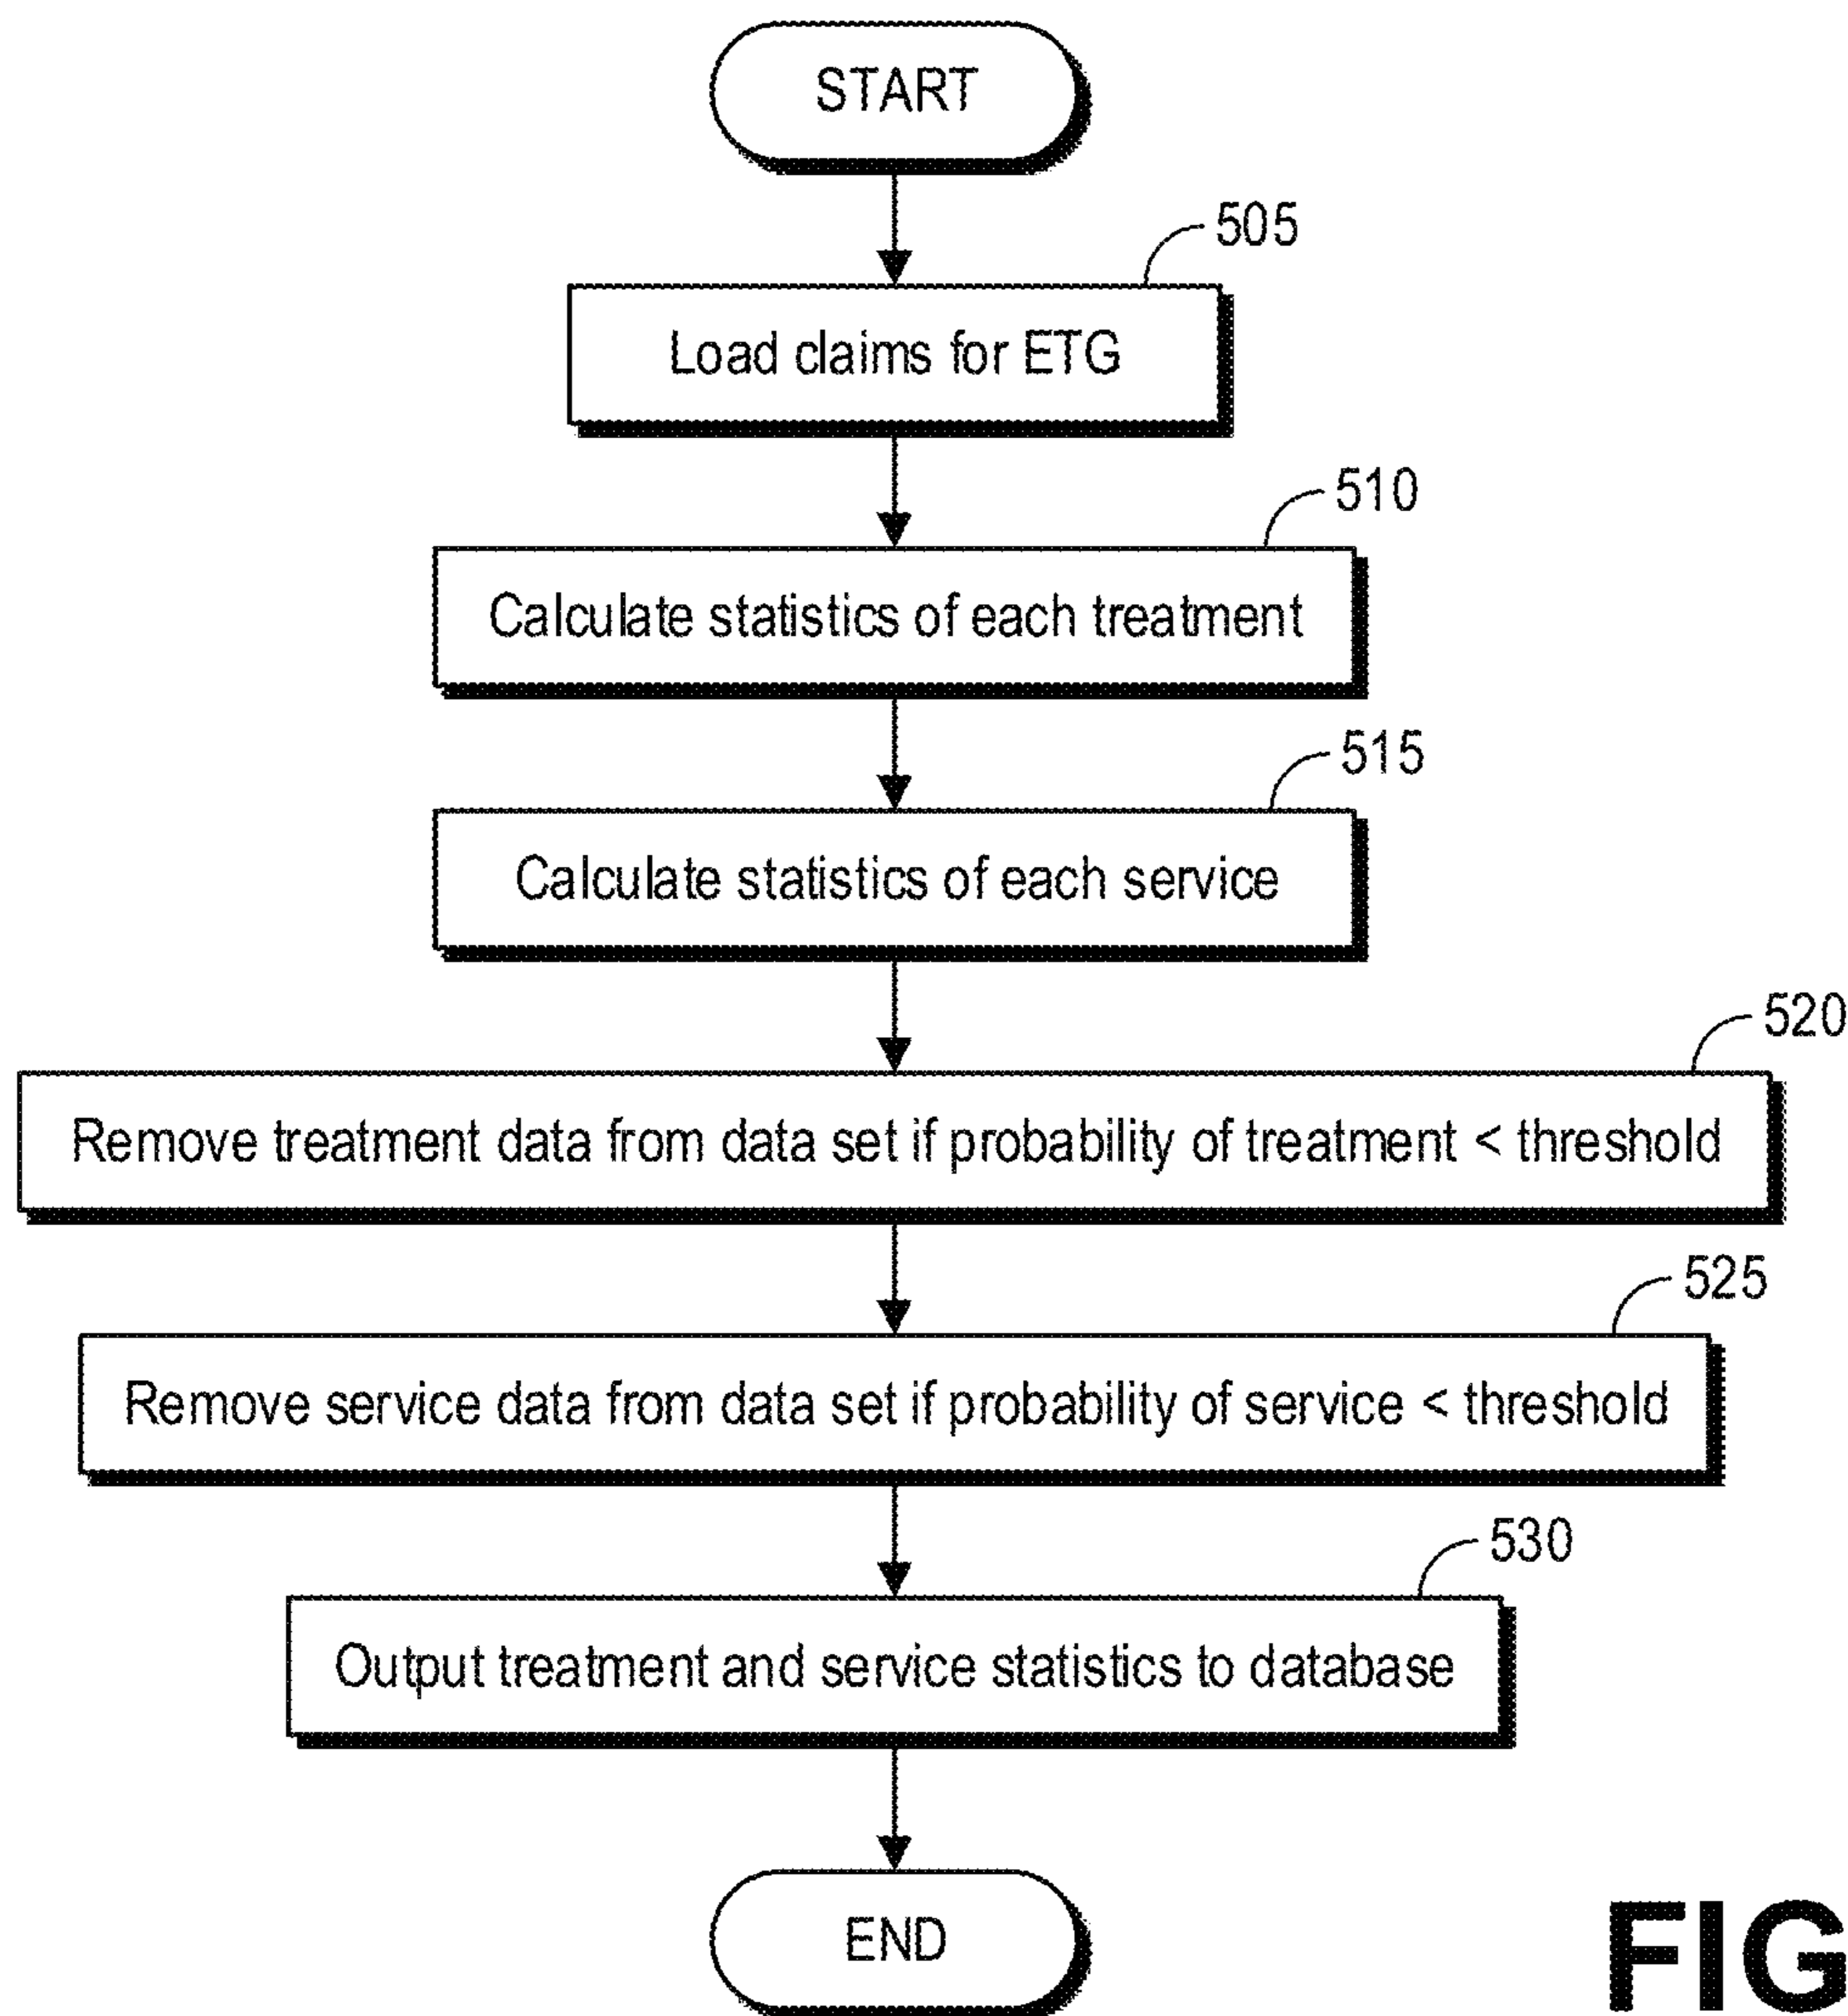 START
505
Load claims for ETG
510
Calculate statistics of each treatment
515
Calculate statistics of each service
520
Remove treatment data from data set if probability of treatment < threshold
525
Remove service data from data set if probability of service < threshold
530
Output treatment and service statistics to database
END
FIG